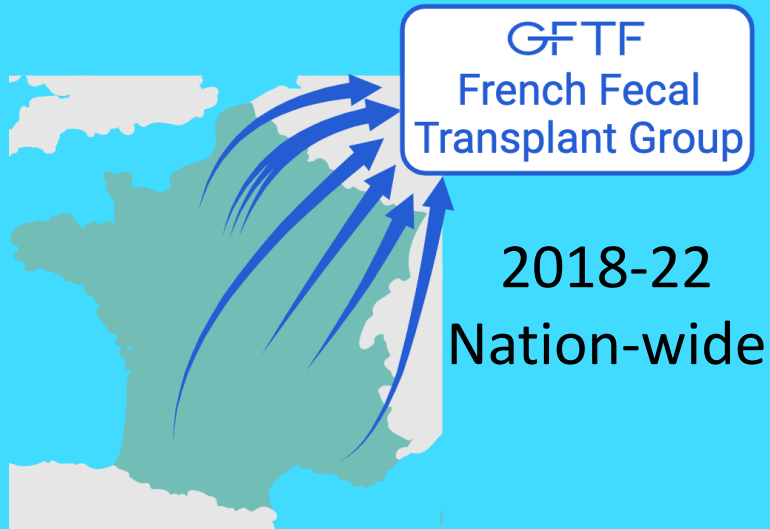 GFTF
French Fecal
Transplant Group
2018-22
Nation-wide